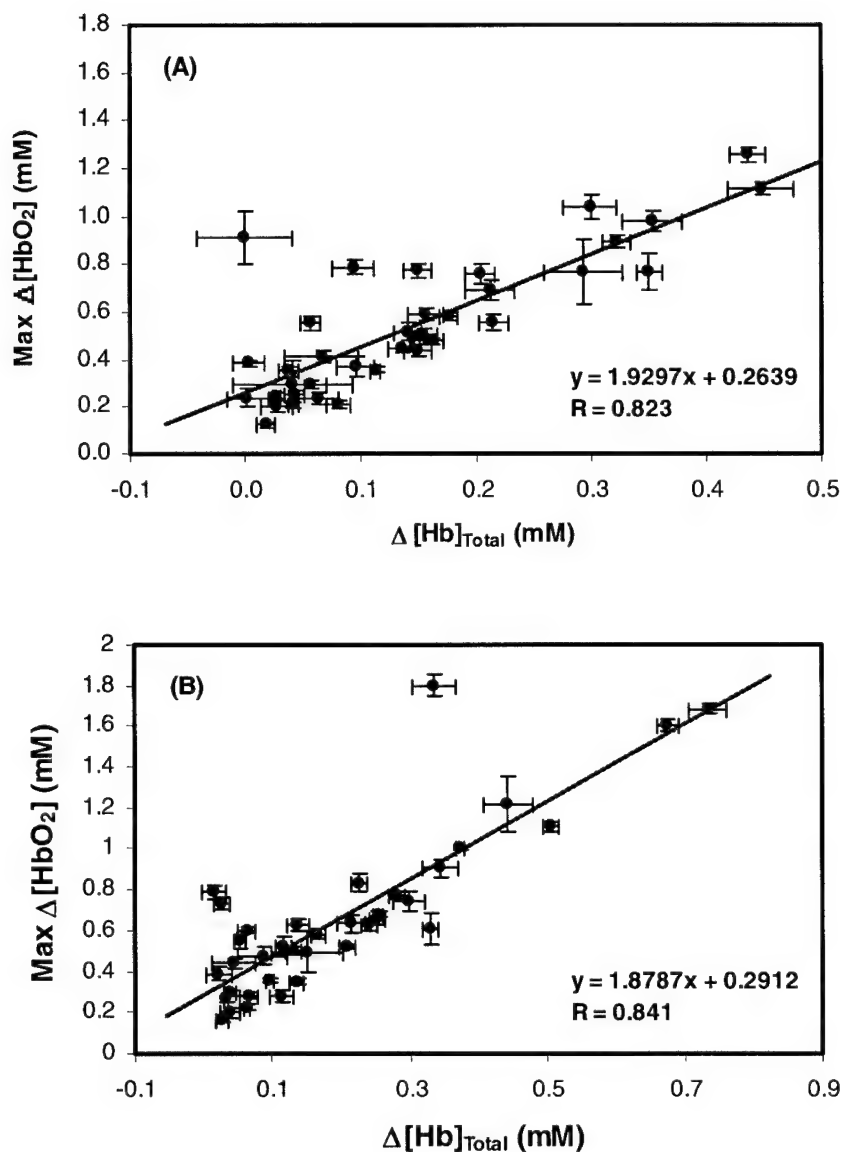 1.8
(A)
1.6
1.4
1.2
1.0
0.8
0.6
0.4
0.2
0.0
Max Δ[HbO₂] (mM)
y = 1.9297x + 0.2639
R = 0.823
-0.1 0.0 0.1 0.2 0.3 0.4 0.5
Δ[Hb]Total (mM)
2
(B)
1.8
1.6
1.4
1.2
1
0.8
0.6
0.4
0.2
0
Max Δ[HbO₂] (mM)
y = 1.8787x + 0.2912
R = 0.841
-0.1 0.1 0.3 0.5 0.7 0.9
Δ[Hb]Total (mM)